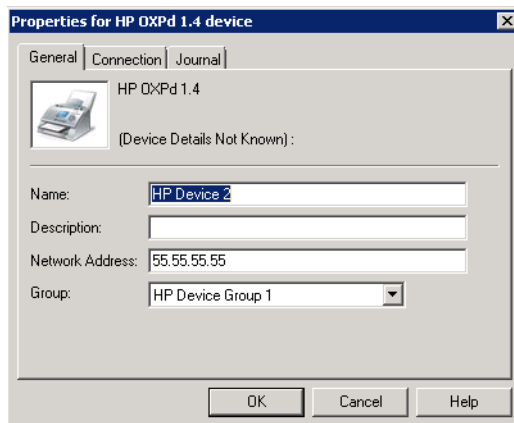 Properties for HP OXPd 1.4 device
General Connection Journal
HP OXPd 1.4
(Device Details Not Known) :
Name: HP Device 2
Description:
Network Address: 55.55.55.55
Group: HP Device Group 1
OK Cancel Help